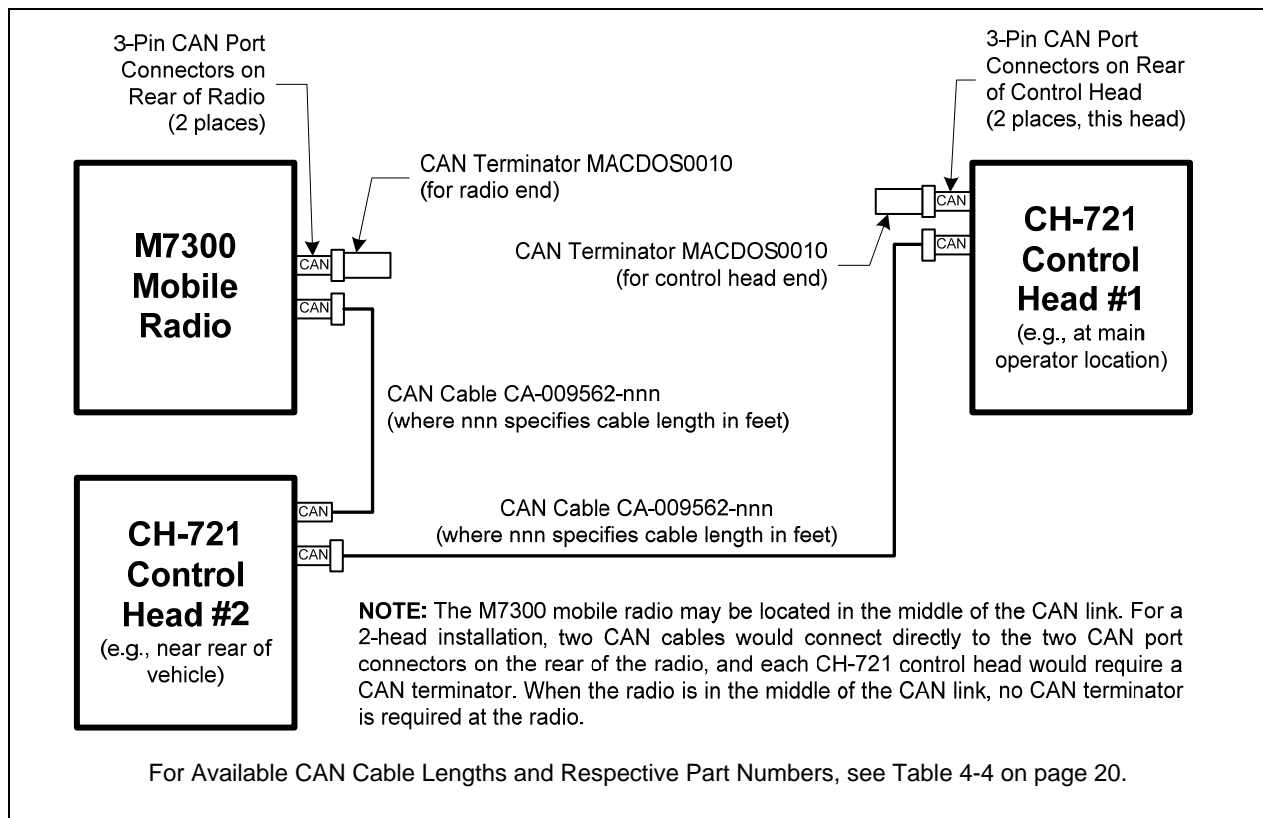 3-Pin CAN Port
Connectors on
Rear of Radio
(2 places)
3-Pin CAN Port
Connectors on Rear
of Control Head
(2 places, this head)
CAN Terminator MACDOS0010
(for radio end)
M7300
Mobile
Radio
CAN
CAN
CAN Terminator MACDOS0010
(for control head end)
CAN
CAN
CH-721
Control
Head #1
(e.g., at main
operator location)
CAN Cable CA-009562-nnn
(where nnn specifies cable length in feet)
CH-721
Control
Head #2
(e.g., near rear of
vehicle)
CAN
CAN
CAN Cable CA-009562-nnn
(where nnn specifies cable length in feet)
NOTE: The M7300 mobile radio may be located in the middle of the CAN link. For a
2-head installation, two CAN cables would connect directly to the two CAN port
connectors on the rear of the radio, and each CH-721 control head would require a
CAN terminator. When the radio is in the middle of the CAN link, no CAN terminator
is required at the radio.
For Available CAN Cable Lengths and Respective Part Numbers, see Table 4-4 on page 20.